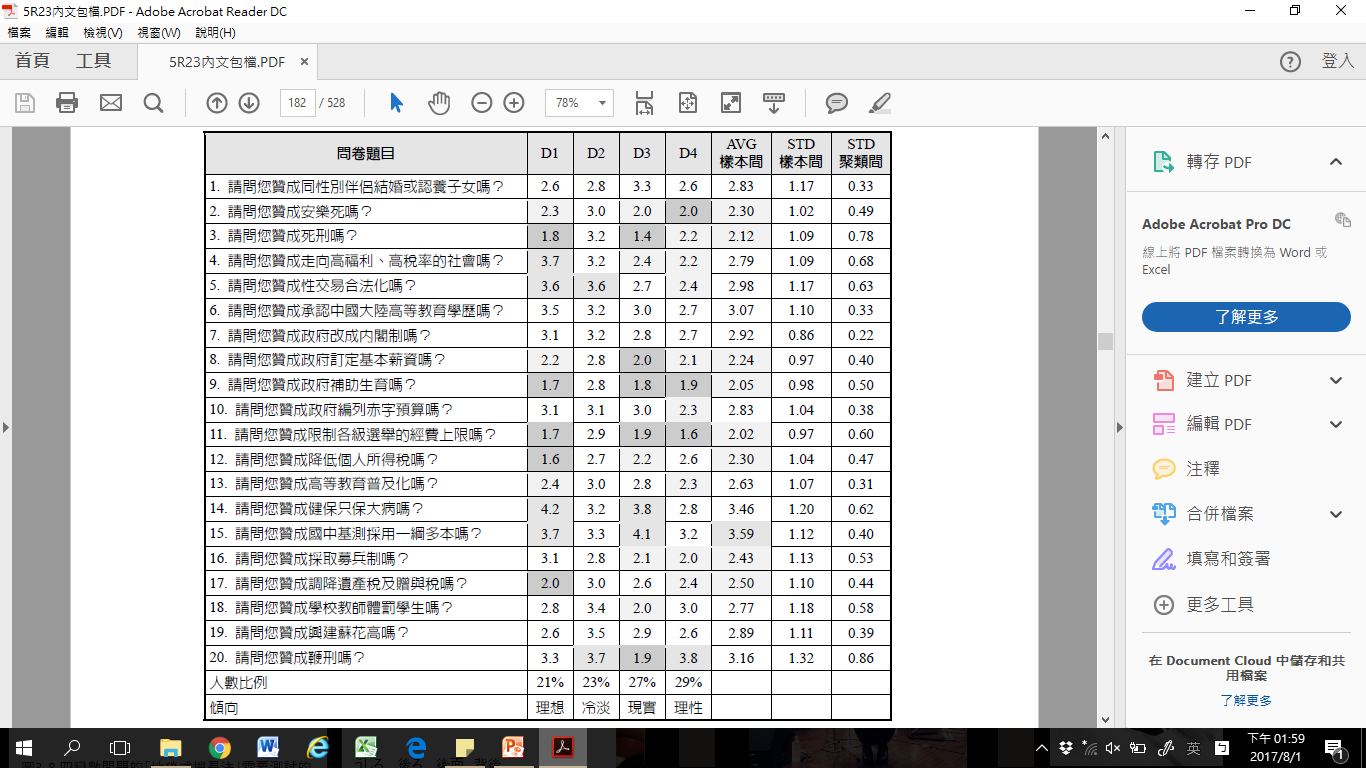 5R23內文包檔.PDF - Adobe Acrobat Reader DC
檔案 編輯 檢視(V) 視窗(W) 說明(H)
首頁 工具 5R23內文包檔.PDF × 登入
182 / 528 78%
問卷題目 D1 D2 D3 D4 AVG 樣本間 STD 樣本間 STD 聚類間
1. 請問您贊成同性別伴侶結婚或認養子女嗎？ 2.6 2.8 3.3 2.6 2.83 1.17 0.33
2. 請問您贊成安樂死嗎？ 2.3 3.0 2.0 2.0 2.30 1.02 0.49
3. 請問您贊成死刑嗎？ 1.8 3.2 1.4 2.2 2.12 1.09 0.78
4. 請問您贊成走向高福利、高稅率的社會嗎？ 3.7 3.2 2.4 2.2 2.79 1.09 0.68
5. 請問您贊成性交易合法化嗎？ 3.6 3.6 2.7 2.4 2.98 1.17 0.63
6. 請問您贊成承認中國大陸高等教育學歷嗎？ 3.5 3.2 3.0 2.7 3.07 1.10 0.33
7. 請問您贊成政府改成內閣制嗎？ 3.1 3.2 2.8 2.7 2.92 0.86 0.22
8. 請問您贊成政府訂定基本薪資嗎？ 2.2 2.8 2.0 2.1 2.24 0.97 0.40
9. 請問您贊成政府補助生育嗎？ 1.7 2.8 1.8 1.9 2.05 0.98 0.50
10. 請問您贊成政府編列赤字預算嗎？ 3.1 3.1 3.0 2.3 2.83 1.04 0.38
11. 請問您贊成限制各級選舉的經費上限嗎？ 1.7 2.9 1.9 1.6 2.02 0.97 0.60
12. 請問您贊成降低個人所得稅嗎？ 1.6 2.7 2.2 2.6 2.30 1.04 0.47
13. 請問您贊成高等教育普及化嗎？ 2.4 3.0 2.8 2.3 2.63 1.07 0.31
14. 請問您贊成健保只保大病嗎？ 4.2 3.2 3.8 2.8 3.46 1.20 0.62
15. 請問您贊成國中基測採用一綱多本嗎？ 3.7 3.3 4.1 3.2 3.59 1.12 0.40
16. 請問您贊成採取募兵制嗎？ 3.1 2.8 2.1 2.0 2.43 1.13 0.53
17. 請問您贊成調降遺產稅及贈與稅嗎？ 2.0 3.0 2.6 2.4 2.50 1.10 0.44
18. 請問您贊成學校教師體罰學生嗎？ 2.8 3.4 2.0 3.0 2.77 1.18 0.58
19. 請問您贊成興建蘇花高嗎？ 2.6 3.5 2.9 2.6 2.89 1.11 0.39
20. 請問您贊成鞭刑嗎？ 3.3 3.7 1.9 3.8 3.16 1.32 0.86
人數比例 21% 23% 27% 29%
傾向 理想 冷淡 現實 理性
轉存 PDF
Adobe Acrobat Pro DC
線上將 PDF 檔案轉換為 Word 或
Excel
了解更多
建立 PDF
編輯 PDF
注釋
合併檔案
填寫和簽署
更多工具
在 Document Cloud 中儲存和共
用檔案
了解更多
英
下午 01:59
2017/8/1